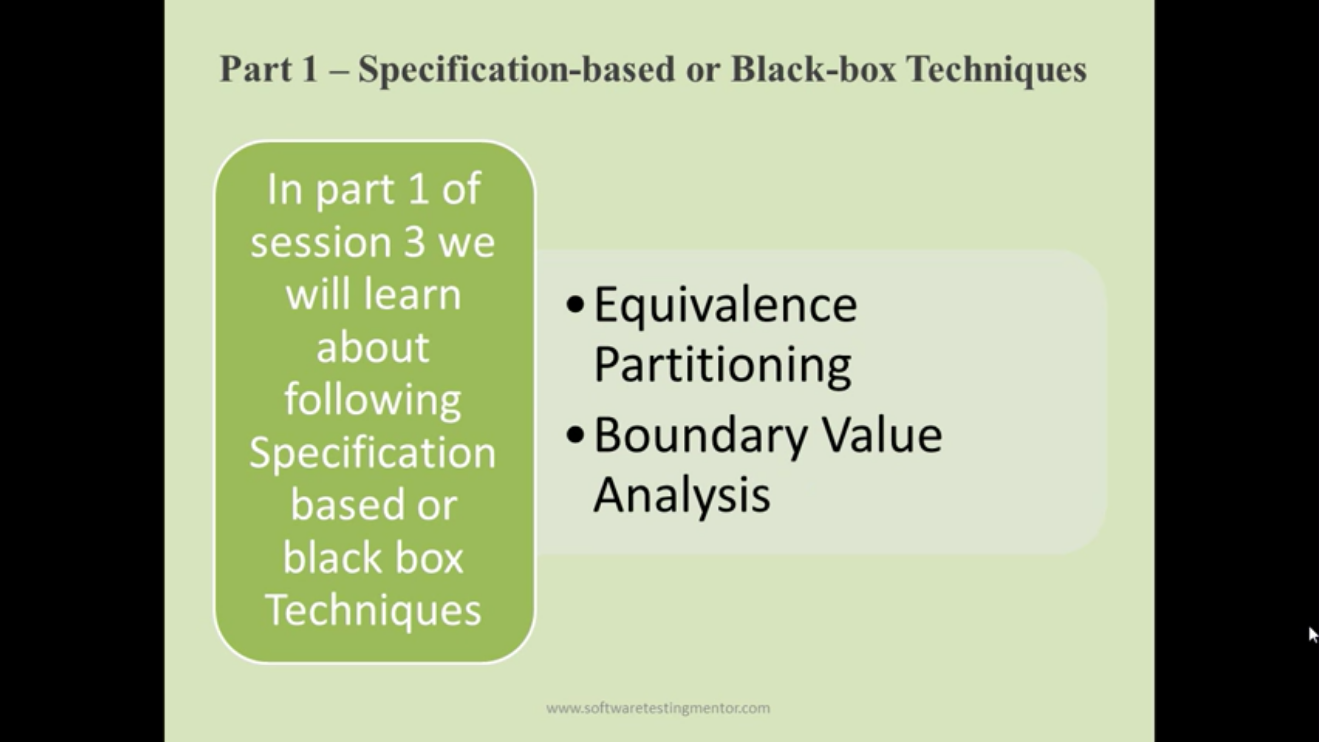 Part 1 – Specification-based or Black-box Techniques
In part 1 of
session 3 we
will learn
about
following
Specification
based or
black box
Techniques
•Equivalence
Partitioning
•Boundary Value
Analysis
www.softwaretestingmentor.com